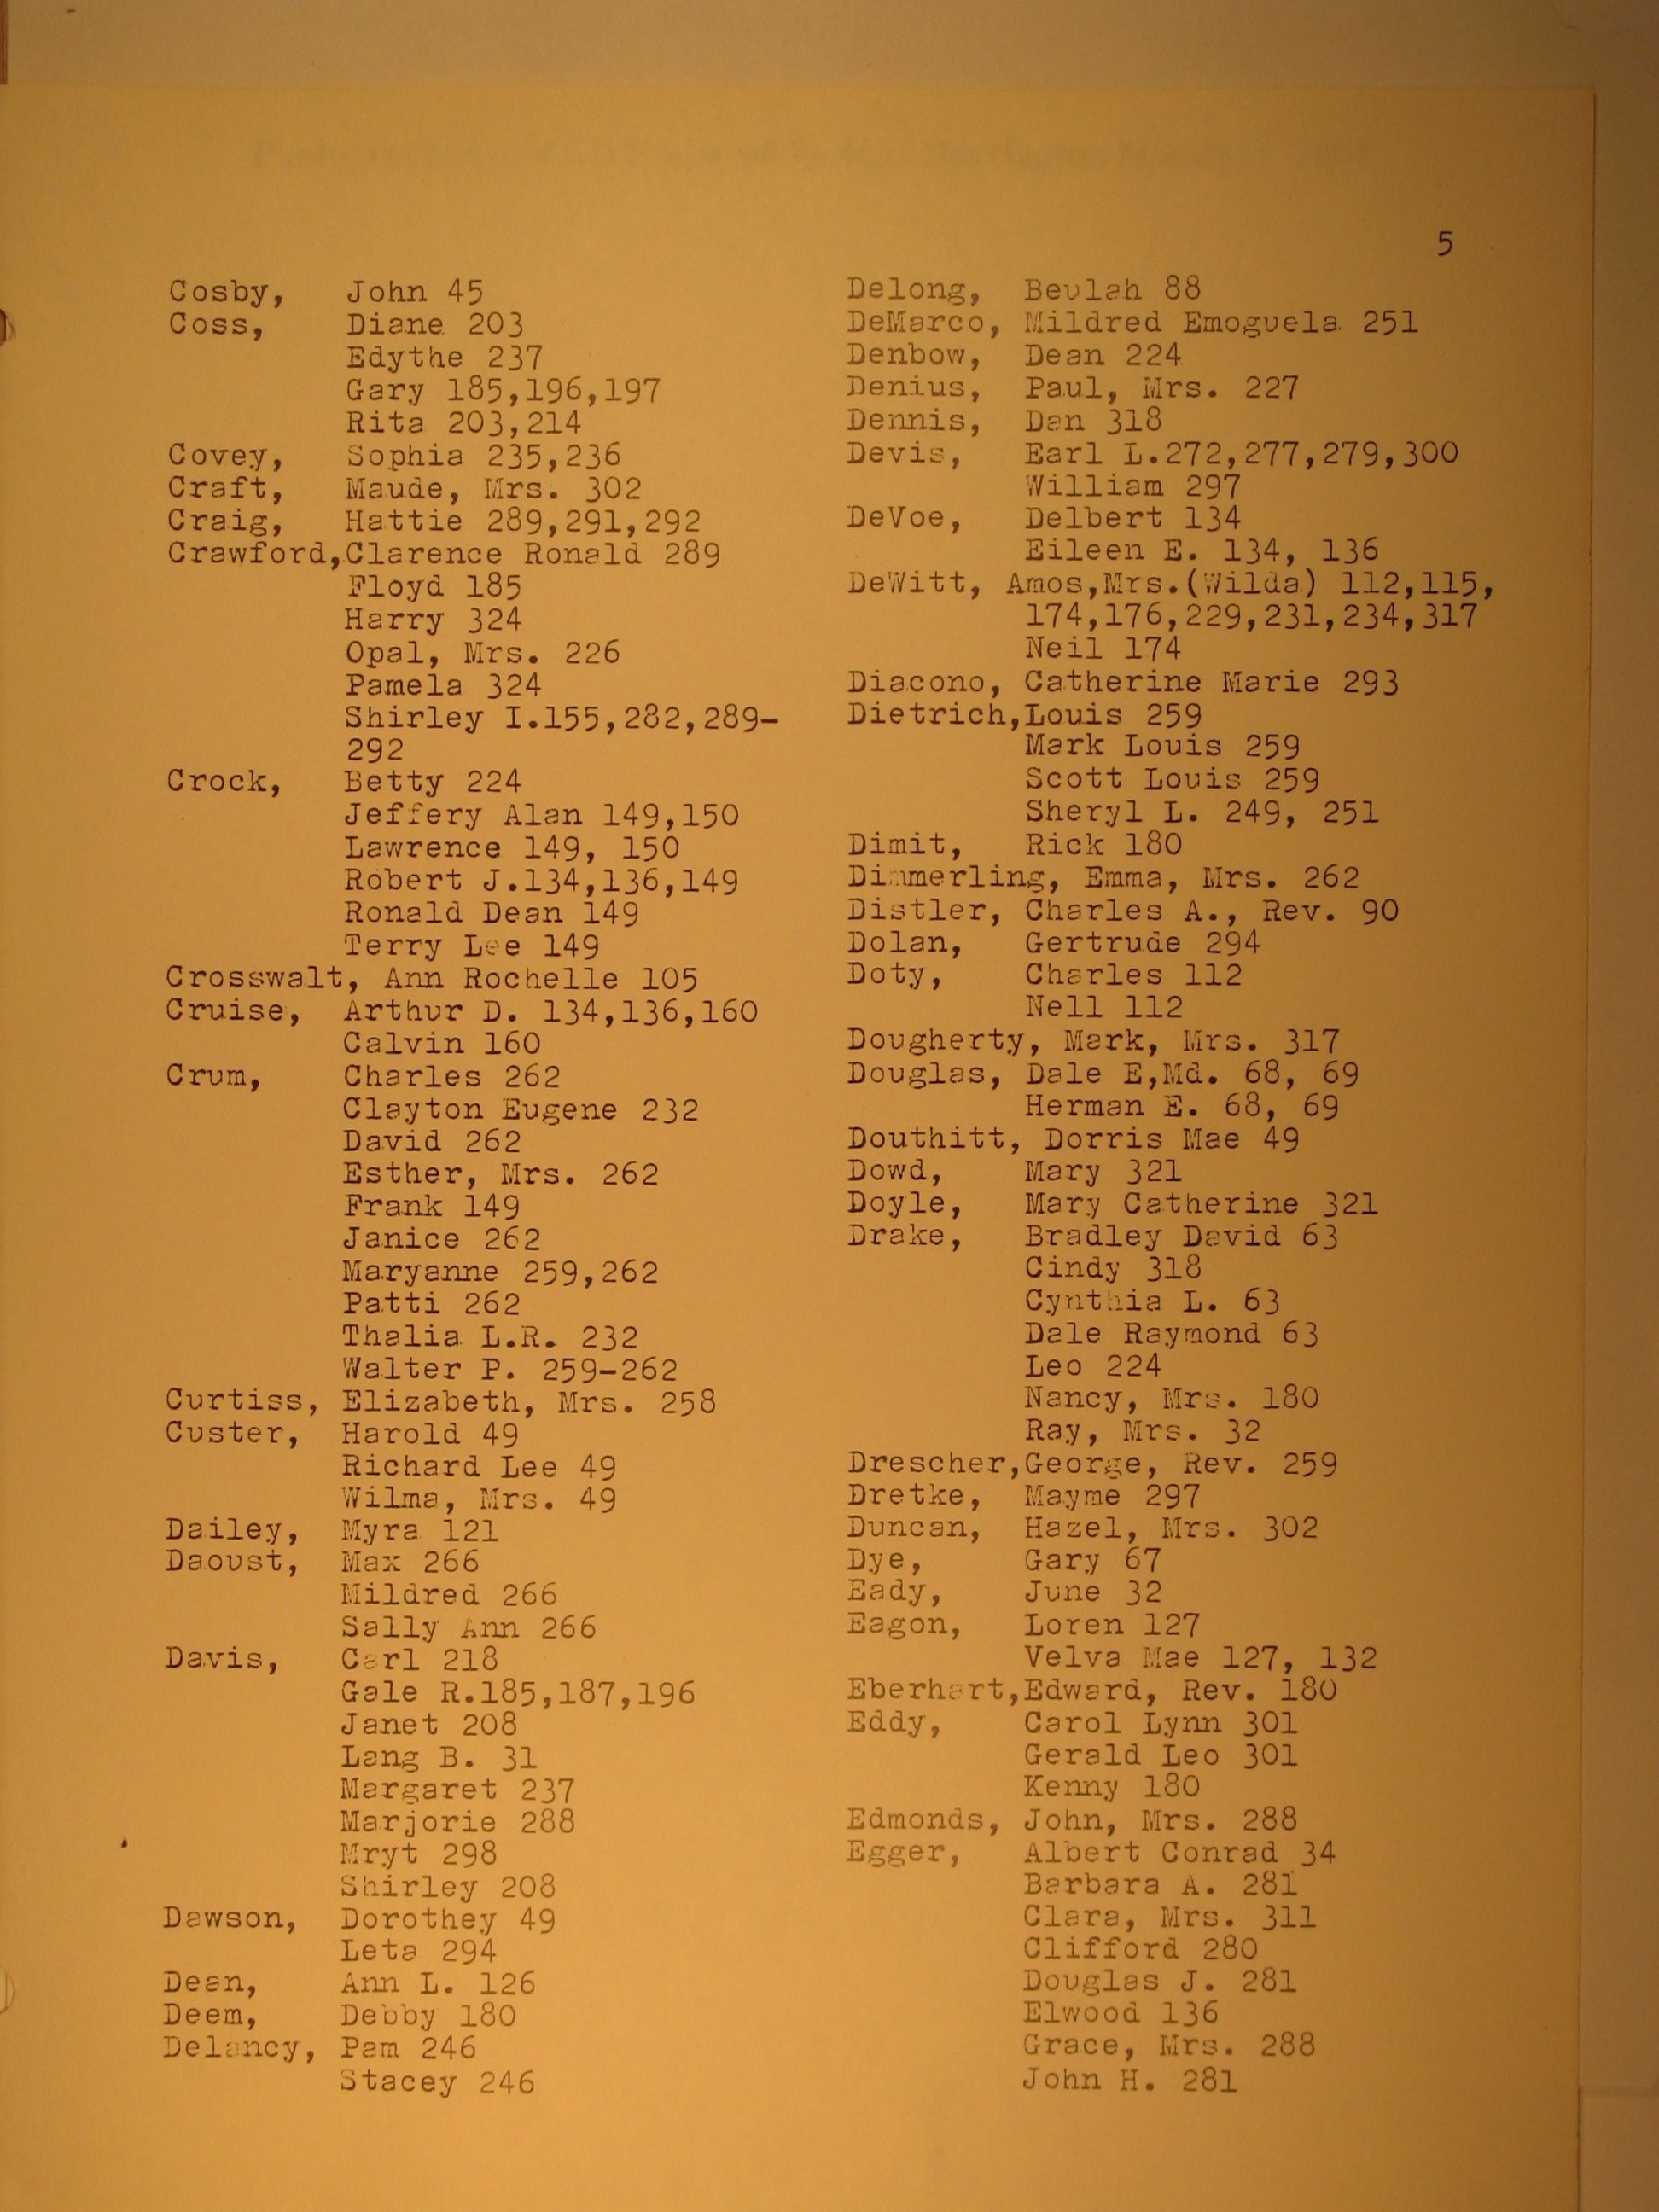 5
Cosby, John 45
Coss, Diane 203
Edythe 237
Gary 185,196,197
Rita 203,214
Covey, Sophia 235,236
Craft, Maude, Mrs. 302
Craig, Hattie 289,291,292
Crawford,Clarence Ronald 289
Floyd 185
Harry 324
Opal, Mrs. 226
Pamela 324
Shirley I.155,282,289-
292
Crock, Betty 224
Jeffery Alan 149,150
Lawrence 149, 150
Robert J.134,136,149
Ronald Dean 149
Terry Lee 149
Crosswalt, Ann Rochelle 105
Cruise, Arthur D. 134,136,160
Calvin 160
Crum, Charles 262
Clayton Eugene 232
David 262
Esther, Mrs. 262
Frank 149
Janice 262
Maryanne 259,262
Patti 262
Thalia L.R. 232
Walter P. 259-262
Curtiss, Elizabeth, Mrs. 258
Custer, Harold 49
Richard Lee 49
Wilma, Mrs. 49
Dailey, Myra 121
Daoust, Max 266
Mildred 266
Sally Ann 266
Davis, Carl 218
Gale R.185,187,196
Janet 208
Lang B. 31
Margaret 237
Marjorie 288
Mryt 298
Shirley 208
Dawson, Dorothey 49
Leta 294
Dean, Ann L. 126
Deem, Debby 180
Delancy, Pam 246
Stacey 246
Delong, Beulah 88
DeMarco, Mildred Emoguela 251
Denbow, Dean 224
Denius, Paul, Mrs. 227
Dennis, Dan 318
Devis, Earl L.272,277,279,300
William 297
DeVoe, Delbert 134
Eileen E. 134, 136
DeWitt, Amos,Mrs.(Wilda) 112,115,
174,176,229,231,234,317
Neil 174
Diacono, Catherine Marie 293
Dietrich,Louis 259
Mark Louis 259
Scott Louis 259
Sheryl L. 249, 251
Dimit, Rick 180
Dimmerling, Emma, Mrs. 262
Distler, Charles A., Rev. 90
Dolan, Gertrude 294
Doty, Charles 112
Nell 112
Dougherty, Mark, Mrs. 317
Douglas, Dale E,Md. 68, 69
Herman E. 68, 69
Douthitt, Dorris Mae 49
Dowd, Mary 321
Doyle, Mary Catherine 321
Drake, Bradley David 63
Cindy 318
Cynthia L. 63
Dale Raymond 63
Leo 224
Nancy, Mrs. 180
Ray, Mrs. 32
Drescher,George, Rev. 259
Dretke, Mayme 297
Duncan, Hazel, Mrs. 302
Dye, Gary 67
Eady, June 32
Eagon, Loren 127
Velva Mae 127, 132
Eberhart,Edward, Rev. 180
Eddy, Carol Lynn 301
Gerald Leo 301
Kenny 180
Edmonds, John, Mrs. 288
Egger, Albert Conrad 34
Barbara A. 281
Clara, Mrs. 311
Clifford 280
Douglas J. 281
Elwood 136
Grace, Mrs. 288
John H. 281